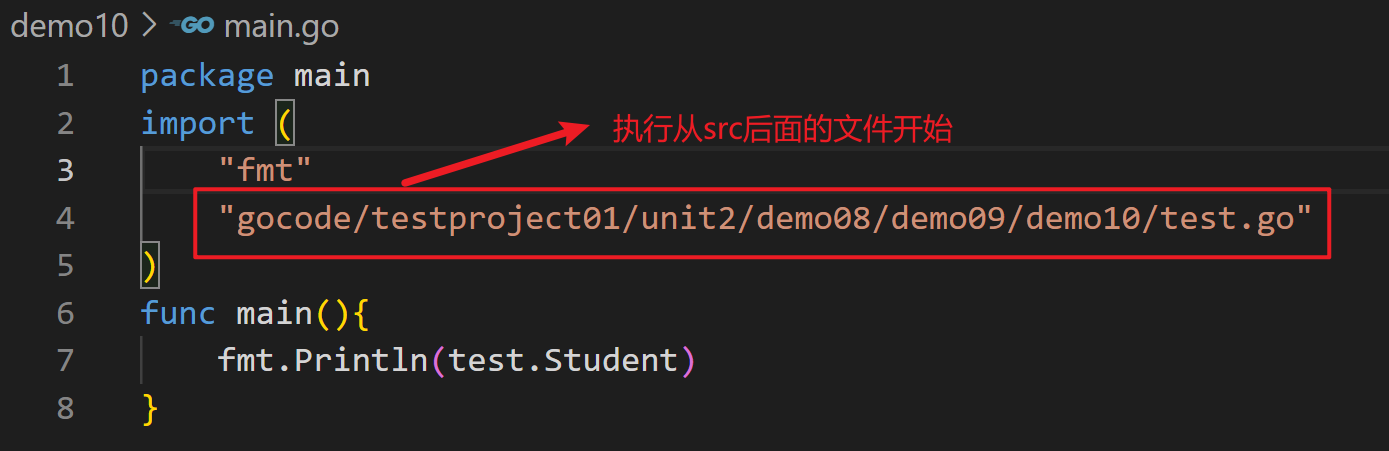 demo10 > GO main.go
1 package main
2 import (
执行从src后面的文件开始
3 "fmt"
4 "gocode/testproject01/unit2/demo08/demo09/demo10/test.go"
5 )
6 func main(){
7 fmt.Println(test.Student)
8 }